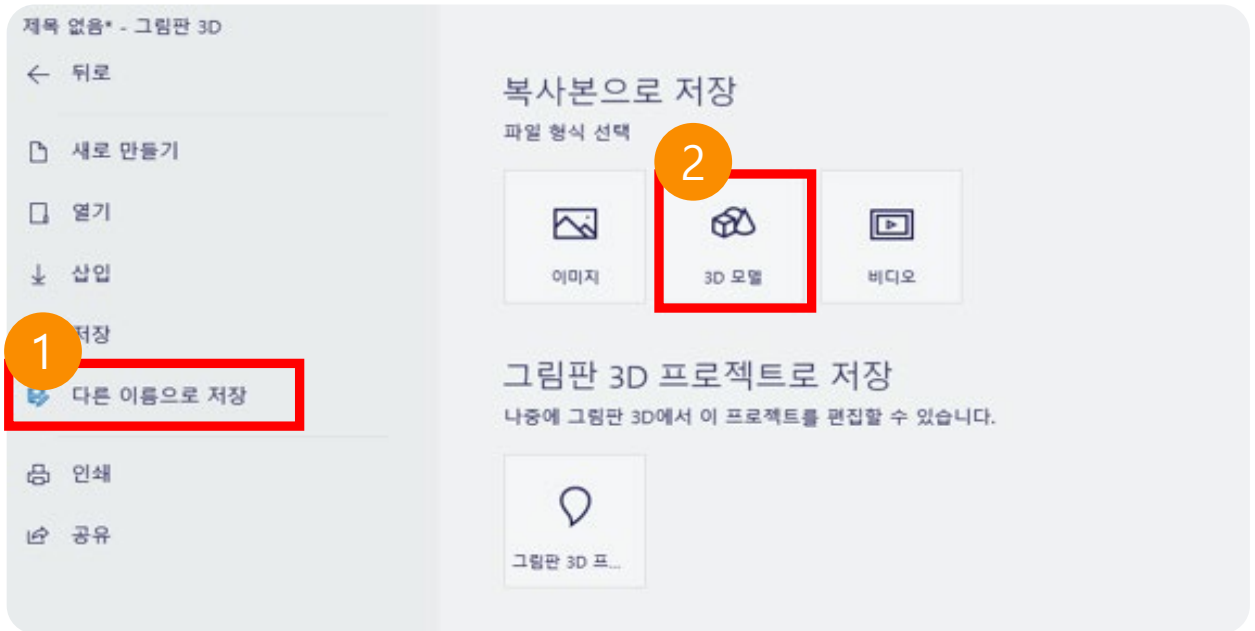 제목 없음* - 그림판 3D
뒤로
새로 만들기
열기
삽입
저장
1
다른 이름으로 저장
인쇄
공유
복사본으로 저장
파일 형식 선택
2
이미지
3D 모델
비디오
그림판 3D 프로젝트로 저장
나중에 그림판 3D에서 이 프로젝트를 편집할 수 있습니다.
그림판 3D 프...